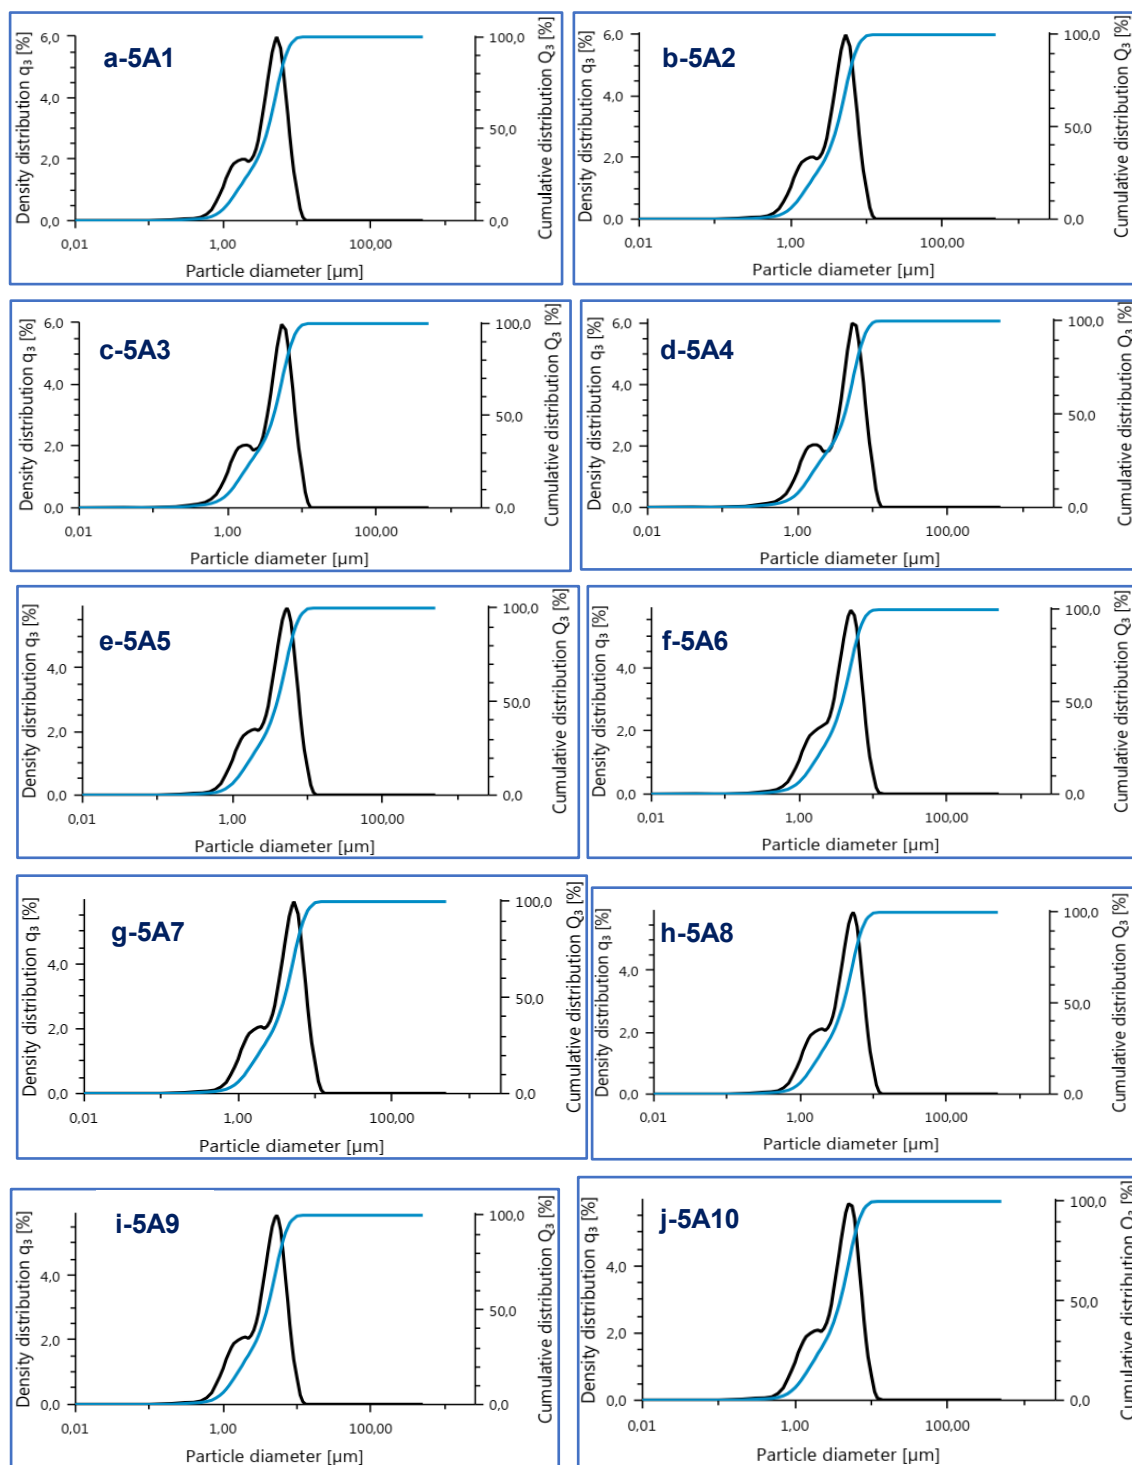 a-5A1
Density distribution q₃ [%]
6,0
4,0
2,0
0,0
0,01
1,00
100,00
Particle diameter [µm]
100,0
50,0
0,0
Cumulative distribution Q₃ [%]
b-5A2
Density distribution q₃ [%]
6,0
4,0
2,0
0,0
0,01
1,00
100,00
Particle diameter [µm]
100,0
50,0
0,0
Cumulative distribution Q₃ [%]
c-5A3
Density distribution q₃ [%]
6,0
4,0
2,0
0,0
0,01
1,00
100,00
Particle diameter [µm]
100,0
50,0
0,0
Cumulative distribution Q₃ [%]
d-5A4
Density distribution q₃ [%]
6,0
4,0
2,0
0,0
0,01
1,00
100,00
Particle diameter [µm]
100,0
50,0
0,0
Cumulative distribution Q₃ [%]
e-5A5
Density distribution q₃ [%]
4,0
2,0
0,0
0,01
1,00
100,00
Particle diameter [µm]
100,0
50,0
0,0
Cumulative distribution Q₃ [%]
f-5A6
Density distribution q₃ [%]
4,0
2,0
0,0
0,01
1,00
100,00
Particle diameter [µm]
100,0
50,0
0,0
Cumulative distribution Q₃ [%]
g-5A7
Density distribution q₃ [%]
4,0
2,0
0,0
0,01
1,00
100,00
Particle diameter [µm]
100,0
50,0
0,0
Cumulative distribution Q₃ [%]
h-5A8
Density distribution q₃ [%]
4,0
2,0
0,0
0,01
1,00
100,00
Particle diameter [µm]
100,0
50,0
0,0
Cumulative distribution Q₃ [%]
i-5A9
Density distribution q₃ [%]
4,0
2,0
0,0
0,01
1,00
100,00
Particle diameter [µm]
100,0
50,0
0,0
Cumulative distribution Q₃ [%]
j-5A10
Density distribution q₃ [%]
4,0
2,0
0,0
0,01
1,00
100,00
Particle diameter [µm]
100,0
50,0
0,0
Cumulative distribution Q₃ [%]